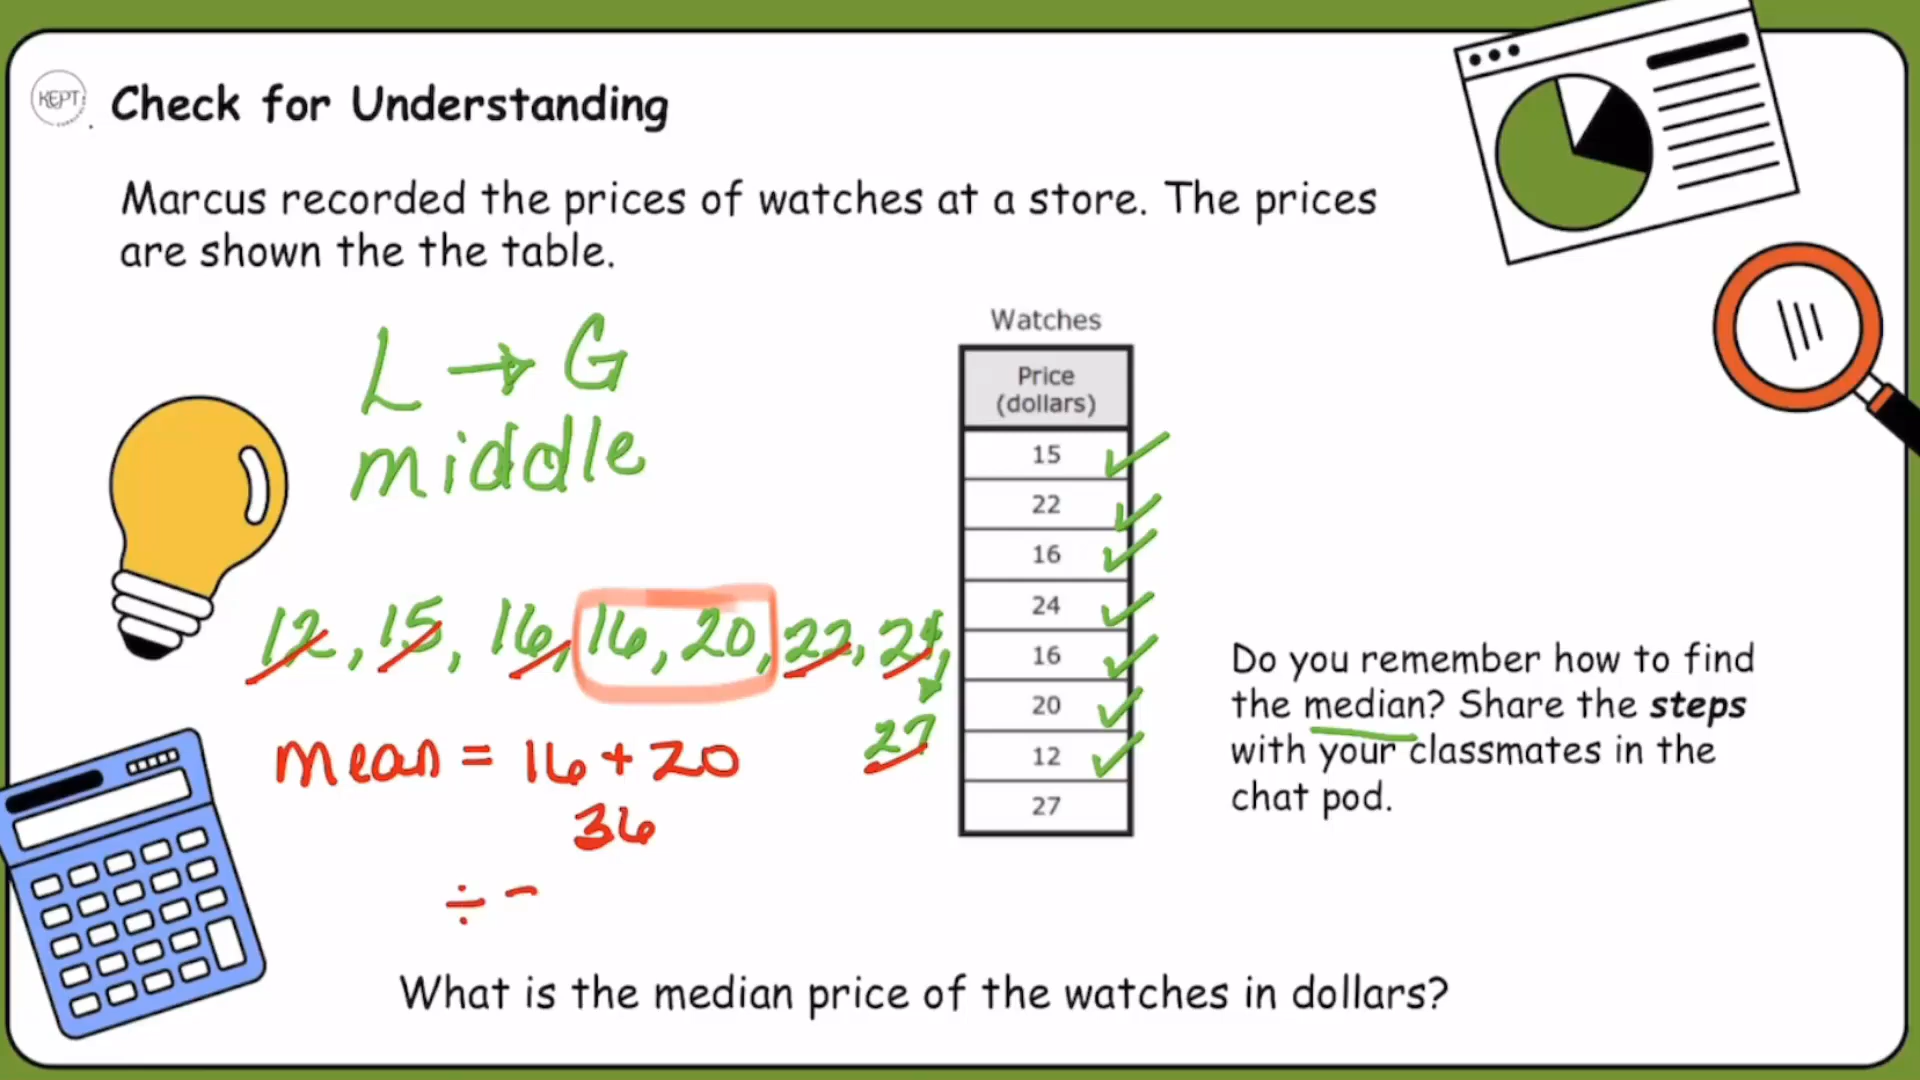 KEPT
Check for Understanding
Marcus recorded the prices of watches at a store. The prices
are shown the the table.
L → G
middle
Watches
Price
(dollars)
15
22
16
24
16
20
12
27
12, 15, 16, 16, 20, 22, 24,
27
mean = 16 + 20
36
÷
Do you remember how to find
the median? Share the steps
with your classmates in the
chat pod.
What is the median price of the watches in dollars?